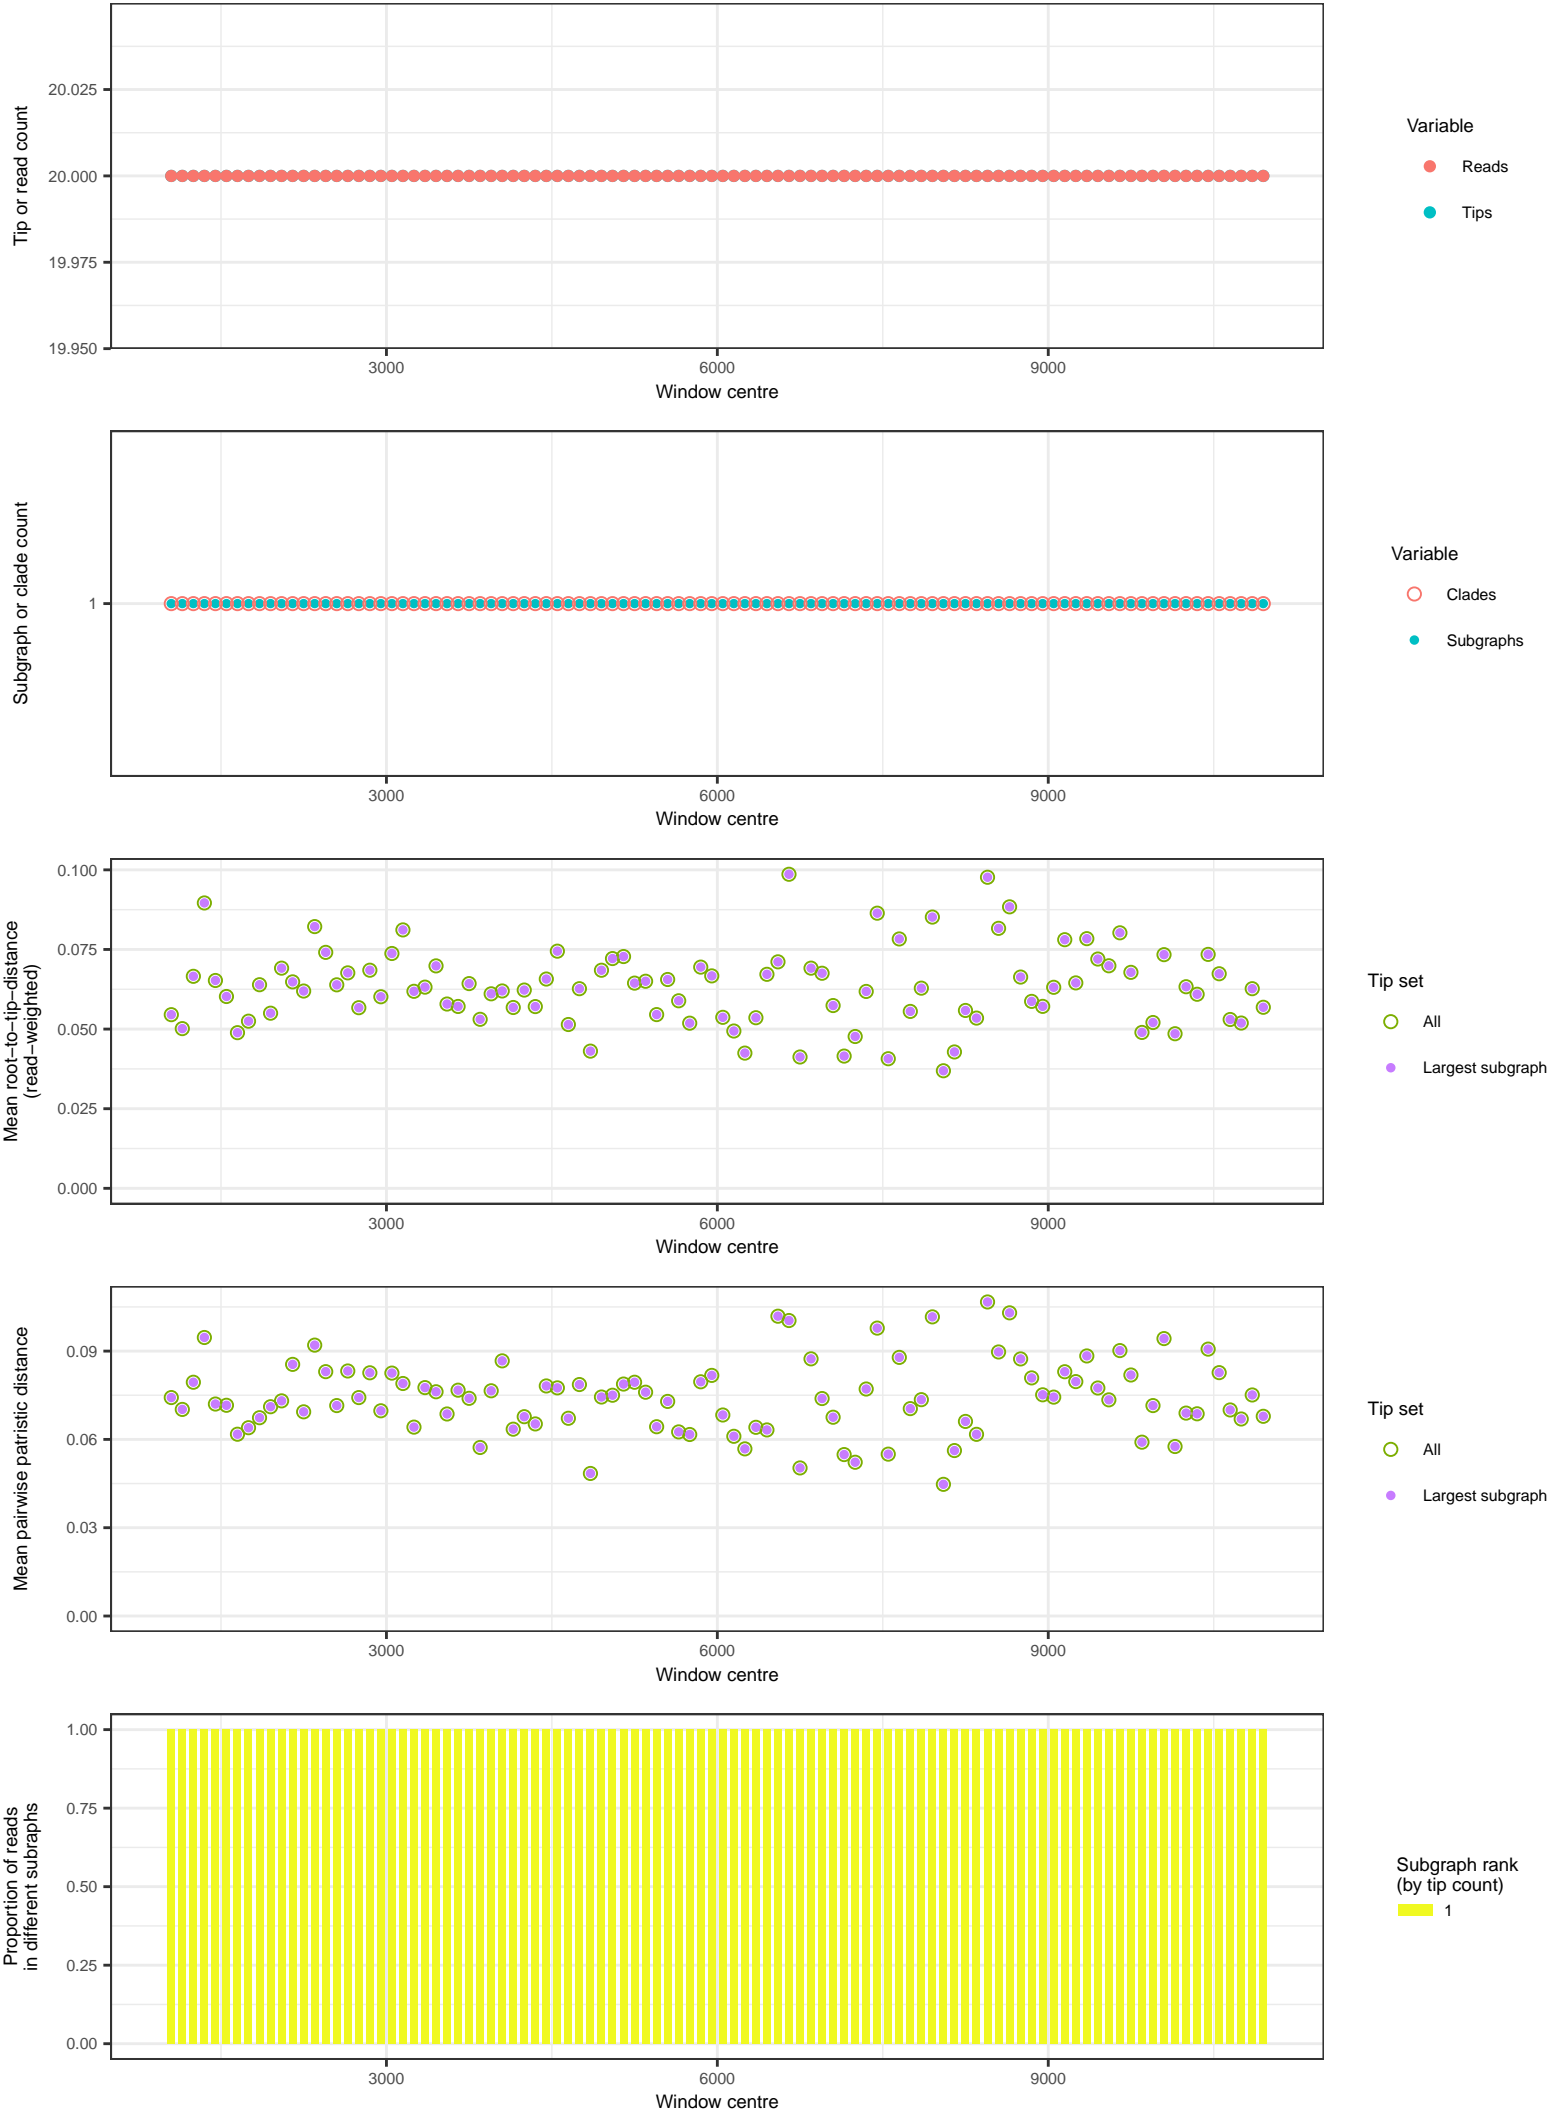 Tip or read count
20.025
20.000
19.975
19.950
3000
6000
9000
Window centre
Variable
Reads
Tips
Subgraph or clade count
1
3000
6000
9000
Window centre
Variable
Clades
Subgraphs
Mean root−to−tip−distance
(read−weighted)
0.100
0.075
0.050
0.025
0.000
3000
6000
9000
Window centre
Tip set
All
Largest subgraph
Mean pairwise patristic distance
0.09
0.06
0.03
0.00
3000
6000
9000
Window centre
Tip set
All
Largest subgraph
Proportion of reads
in different subraphs
1.00
0.75
0.50
0.25
0.00
3000
6000
9000
Window centre
Subgraph rank
(by tip count)
1